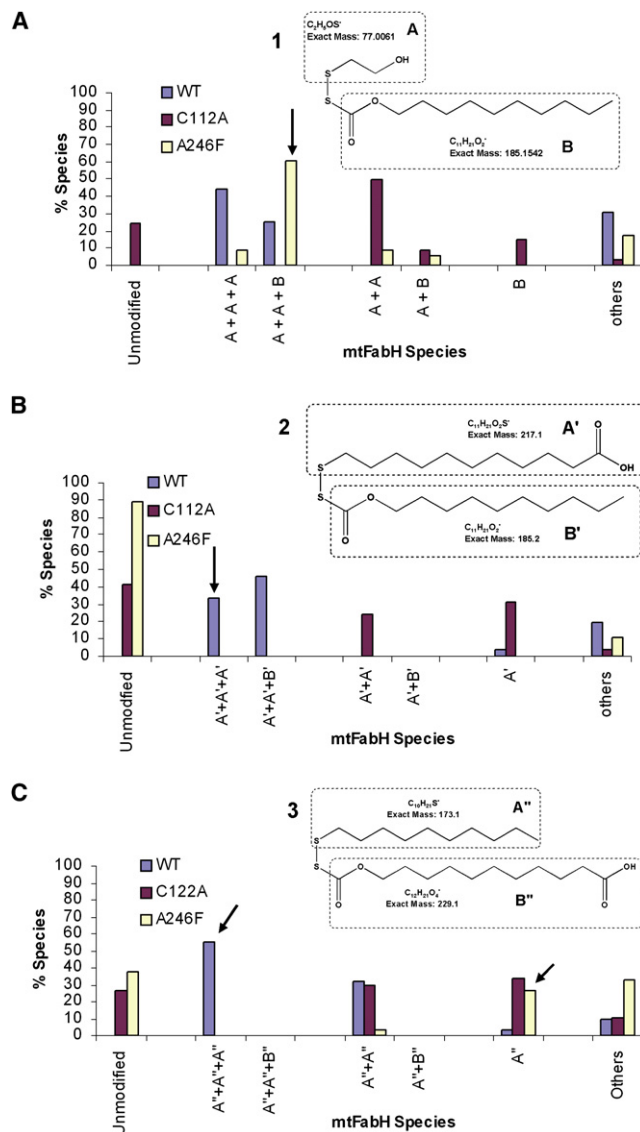 A
1
C₂H₅OS·
Exact Mass: 77.0061
A
OH
S
S
O
O
C₁₁H₂₁O₂·
Exact Mass: 185.1542
B
WT
C112A
A246F
% Species
100
90
80
70
60
50
40
30
20
10
0
Unmodified
A + A + A
A + A + B
A + A
A + B
B
others
mtFabH Species
B
2
C₁₁H₂₁O₂S·
Exact Mass: 217.1
A'
O
OH
S
S
O
O
C₁₁H₂₁O₂·
Exact Mass: 185.2
B'
WT
C112A
A246F
% Species
100
90
80
70
60
50
40
30
20
10
0
Unmodified
A'+A'+A'
A'+A'+B'
A'+A'
A'+B'
A'
others
mtFabH Species
C
3
C₁₀H₂₁S·
Exact Mass: 173.1
A"
S
S
O
OH
O
O
C₁₂H₂₁O₄·
Exact Mass: 229.1
B"
WT
C122A
A246F
% Species
100
90
80
70
60
50
40
30
20
10
0
Unmodified
A"+A"+A"
A"+A"+B"
A"+A"
A"+B"
A"
Others
mtFabH Species